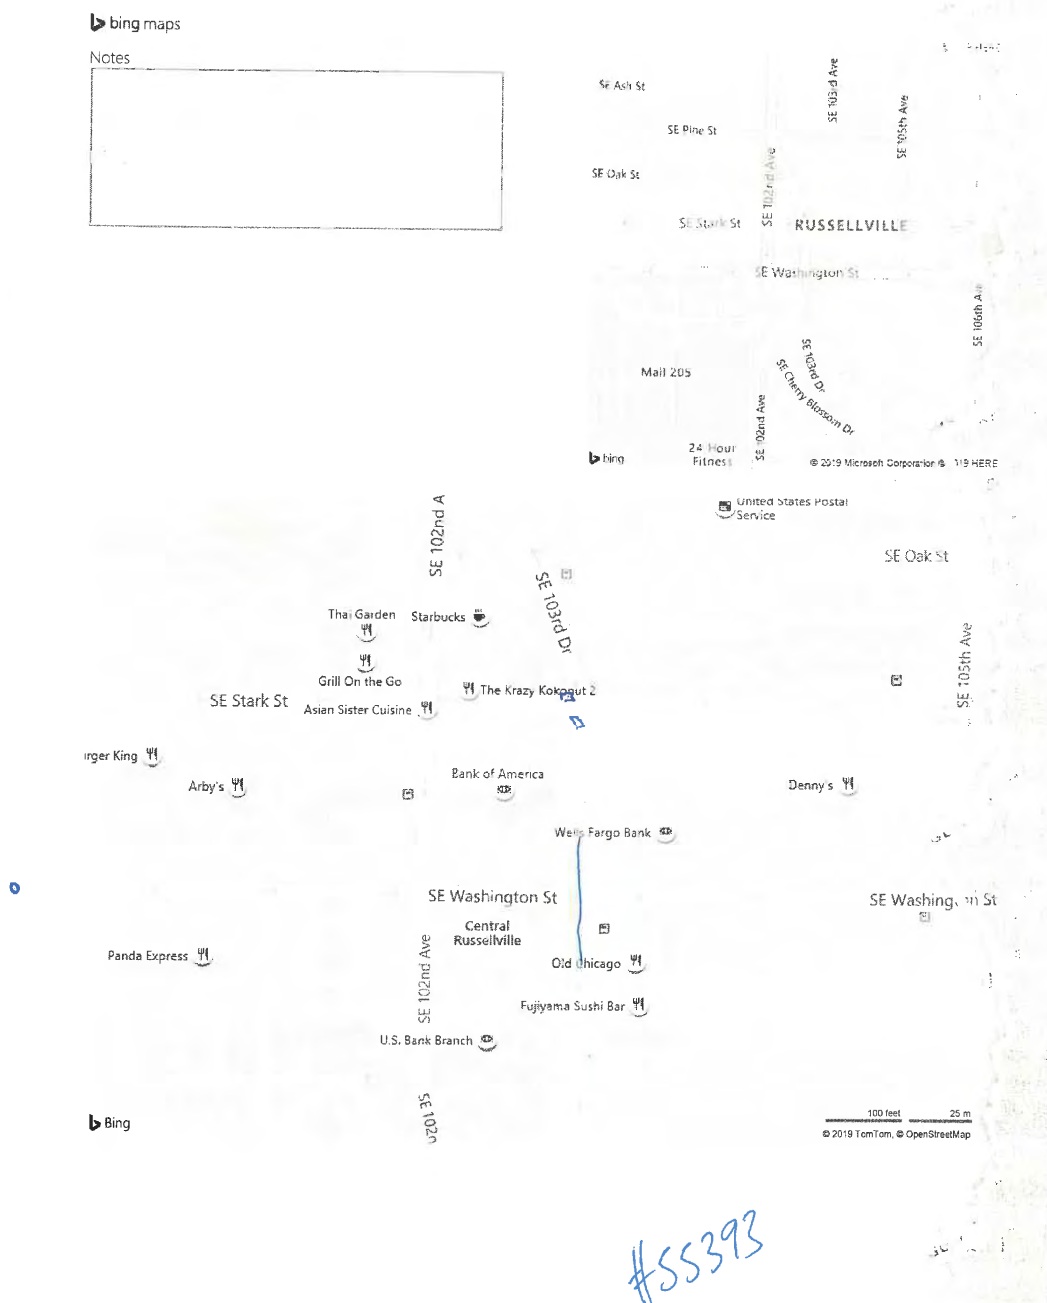 bing maps
Notes
SE Ash St
SE 103rd Ave
SE 105th Ave
SE Pine St
SE 102nd Ave
SE Oak St
SE Stark St
RUSSELLVILLE
SE Washington St
SE 106th Ave
Mall 205
SE 103rd Dr
SE Cherry Blossom Dr
SE 102nd Ave
24 Hour
Fitness
bing
© 2019 Microsoft Corporation © 119 HERE
SE 102nd A
United States Postal
Service
SE Oak St
SE 103rd Dr
Thai Garden
Starbucks
SE 105th Ave
Grill On the Go
The Krazy Kokonut 2
SE Stark St
Asian Sister Cuisine
urger King
Arby's
Bank of America
Denny's
Wells Fargo Bank
SE Washington St
SE Washington St
Central
Russellville
Panda Express
SE 102nd Ave
Old Chicago
Fujiyama Sushi Bar
U.S. Bank Branch
SE 102n
Bing
100 feet 25 m
© 2019 TomTom, © OpenStreetMap
#55393